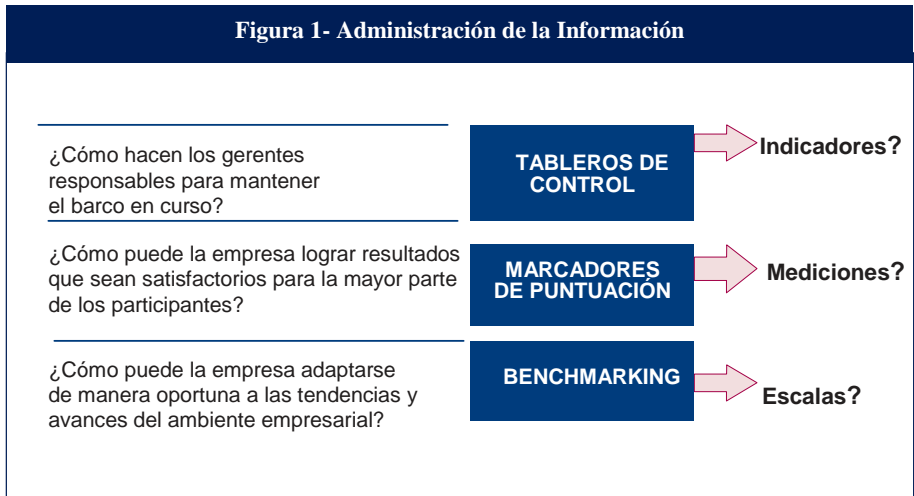 Figura 1- Administración de la Información
¿Cómo hacen los gerentes
responsables para mantener
el barco en curso?
TABLEROS DE
CONTROL
Indicadores?
¿Cómo puede la empresa lograr resultados
que sean satisfactorios para la mayor parte
de los participantes?
MARCADORES
DE PUNTUACIÓN
Mediciones?
¿Cómo puede la empresa adaptarse
de manera oportuna a las tendencias y
avances del ambiente empresarial?
BENCHMARKING
Escalas?